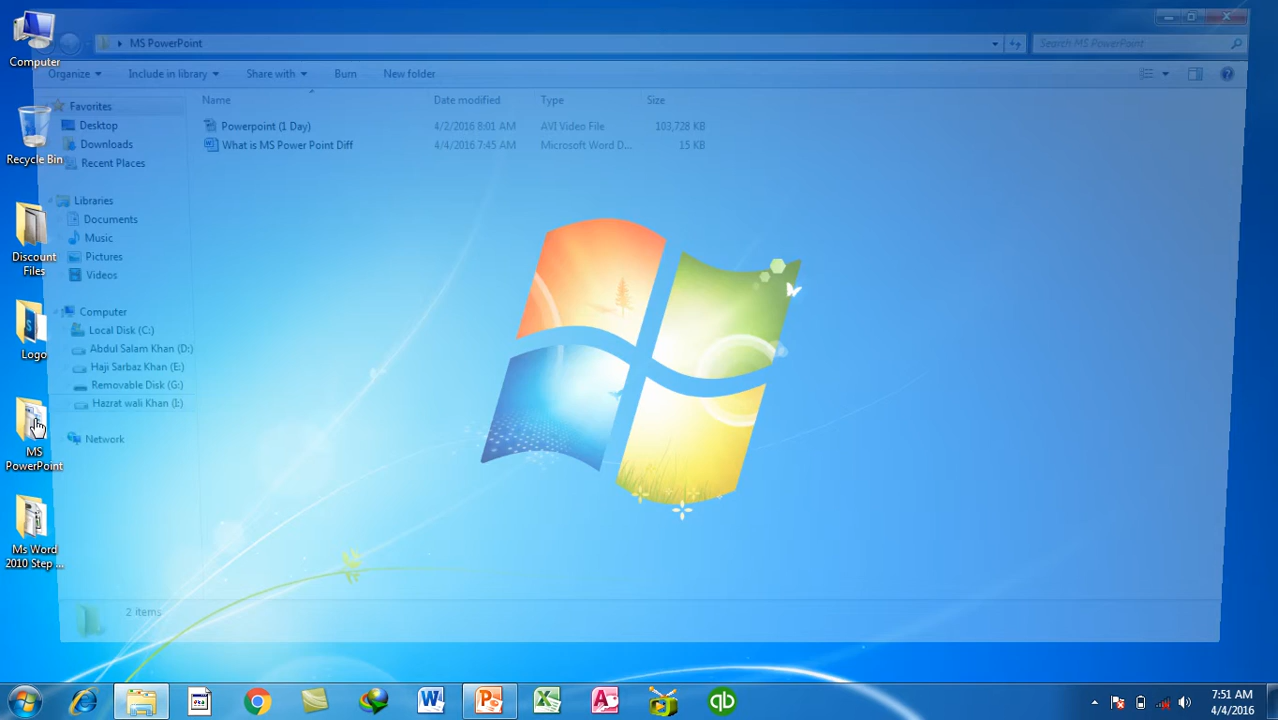 Computer
Recycle Bin
Discount
Files
Logo
MS
PowerPoint
Ms Word
2010 Step ...
MS PowerPoint
Search MS PowerPoint
Organize
Include in library
Share with
Burn
New folder
Favorites
Desktop
Downloads
Recent Places
Libraries
Documents
Music
Pictures
Videos
Computer
Local Disk (C:)
Abdul Salam Khan (D:)
Haji Sarbaz Khan (E:)
Removable Disk (G:)
Hazrat wali Khan (I:)
Network
Name Date modified Type Size
Powerpoint (1 Day) 4/2/2016 8:01 AM AVI Video File 103,728 KB
What is MS Power Point Diff 4/4/2016 7:45 AM Microsoft Word D... 15 KB
2 items
W P X A qb
7:51 AM
4/4/2016